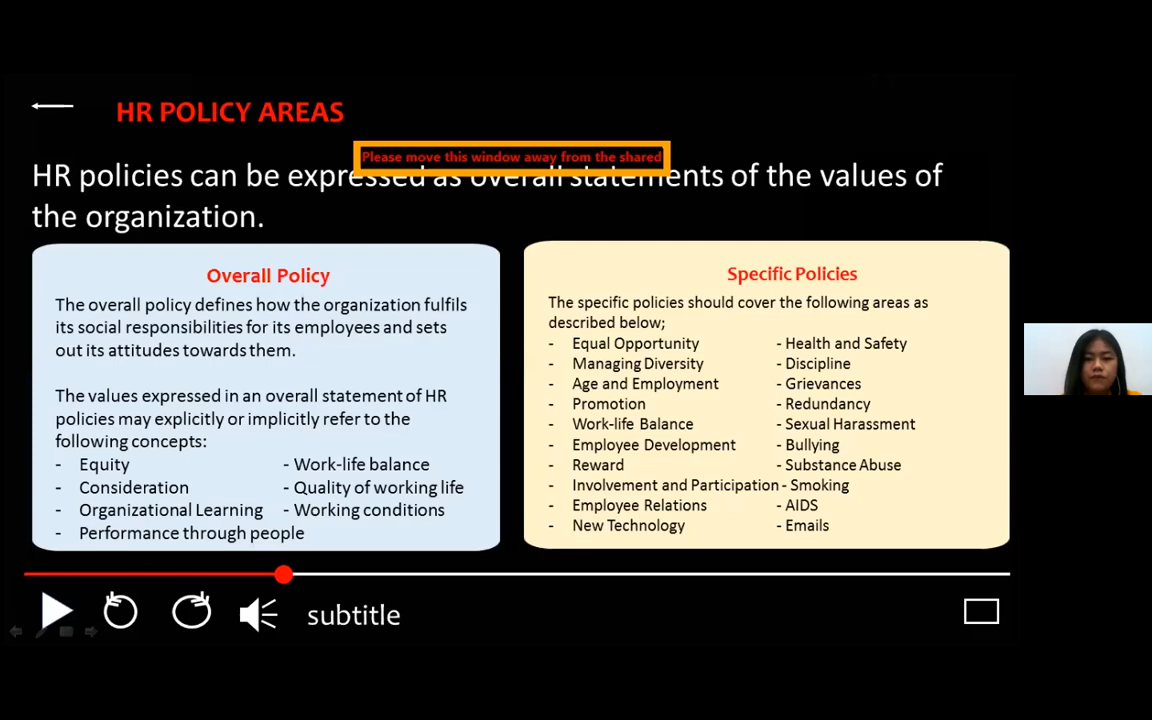 HR POLICY AREAS
Please move this window away from the shared
HR policies can be expressed as overall statements of the values of
the organization.
Overall Policy
The overall policy defines how the organization fulfils
its social responsibilities for its employees and sets
out its attitudes towards them.
The values expressed in an overall statement of HR
policies may explicitly or implicitly refer to the
following concepts:
- Equity - Work-life balance
- Consideration - Quality of working life
- Organizational Learning - Working conditions
- Performance through people
Specific Policies
The specific policies should cover the following areas as
described below;
- Equal Opportunity - Health and Safety
- Managing Diversity - Discipline
- Age and Employment - Grievances
- Promotion - Redundancy
- Work-life Balance - Sexual Harassment
- Employee Development - Bullying
- Reward - Substance Abuse
- Involvement and Participation - Smoking
- Employee Relations - AIDS
- New Technology - Emails
subtitle